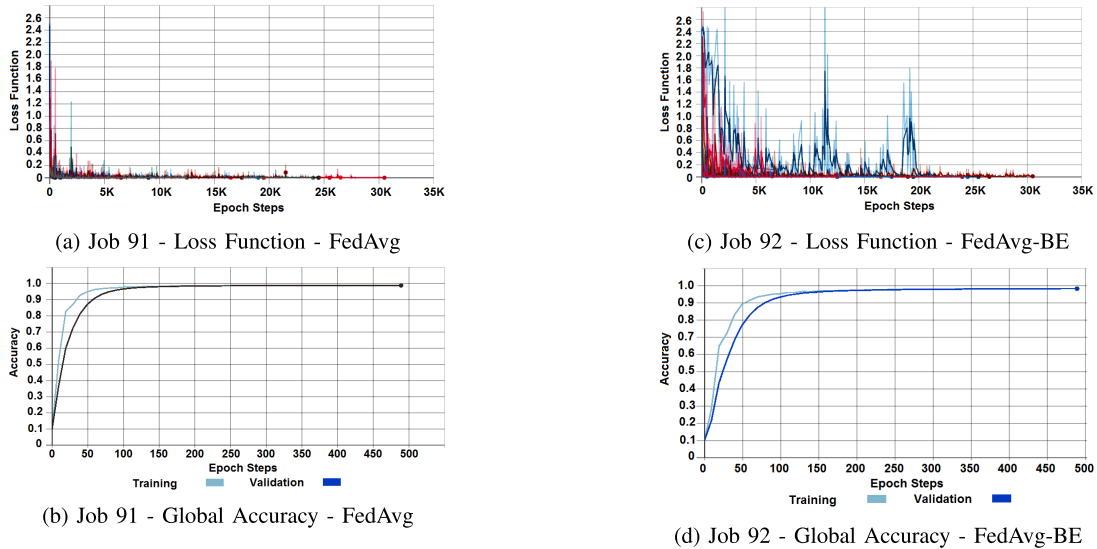 2.6
2.4
2.2
2.0
1.8
1.6
1.4
1.2
1.0
0.8
0.6
0.4
0.2
0
Loss Function
0 5K 10K 15K 20K 25K 30K 35K
Epoch Steps
(a) Job 91 - Loss Function - FedAvg
2.6
2.4
2.2
2.0
1.8
1.6
1.4
1.2
1.0
0.8
0.6
0.4
0.2
0
Loss Function
0 5K 10K 15K 20K 25K 30K 35K
Epoch Steps
(c) Job 92 - Loss Function - FedAvg-BE
1.0
0.9
0.8
0.7
0.6
0.5
0.4
0.3
0.2
0.1
0
Accuracy
0 50 100 150 200 250 300 350 400 450 500
Epoch Steps
Training Validation
(b) Job 91 - Global Accuracy - FedAvg
1.0
0.9
0.8
0.7
0.6
0.5
0.4
0.3
0.2
0.1
0
Accuracy
0 50 100 150 200 250 300 350 400 450 500
Epoch Steps
Training Validation
(d) Job 92 - Global Accuracy - FedAvg-BE